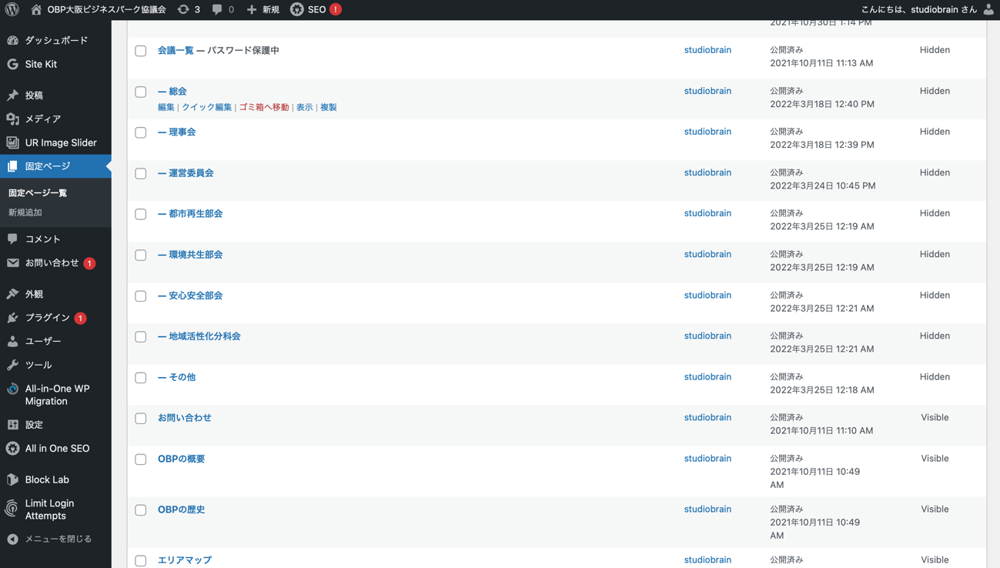 OBP大阪ビジネスパーク協議会 3 0 新規 SEO !
こんにちは、studiobrain さん
ダッシュボード
Site Kit
投稿
メディア
UR Image Slider
固定ページ
固定ページ一覧
新規追加
コメント
お問い合わせ 1
外観
プラグイン 1
ユーザー
ツール
All-in-One WP
Migration
設定
All in One SEO
Block Lab
Limit Login
Attempts
メニューを閉じる
2021年10月30日 1:14 PM
会議一覧 — パスワード保護中 studiobrain 公開済み Hidden
2021年10月11日 11:13 AM
— 総会 studiobrain 公開済み Hidden
編集 | クイック編集 | ゴミ箱へ移動 | 表示 | 複製 2022年3月18日 12:40 PM
— 理事会 studiobrain 公開済み Hidden
2022年3月18日 12:39 PM
— 運営委員会 studiobrain 公開済み Hidden
2022年3月24日 10:45 PM
— 都市再生部会 studiobrain 公開済み Hidden
2022年3月25日 12:19 AM
— 環境共生部会 studiobrain 公開済み Hidden
2022年3月25日 12:19 AM
— 安心安全部会 studiobrain 公開済み Hidden
2022年3月25日 12:21 AM
— 地域活性化分科会 studiobrain 公開済み Hidden
2022年3月25日 12:21 AM
— その他 studiobrain 公開済み Hidden
2022年3月25日 12:18 AM
お問い合わせ studiobrain 公開済み Visible
2021年10月11日 11:10 AM
OBPの概要 studiobrain 公開済み Visible
2021年10月11日 10:49
AM
OBPの歴史 studiobrain 公開済み Visible
2021年10月11日 10:49
AM
エリアマップ studiobrain 公開済み Visible